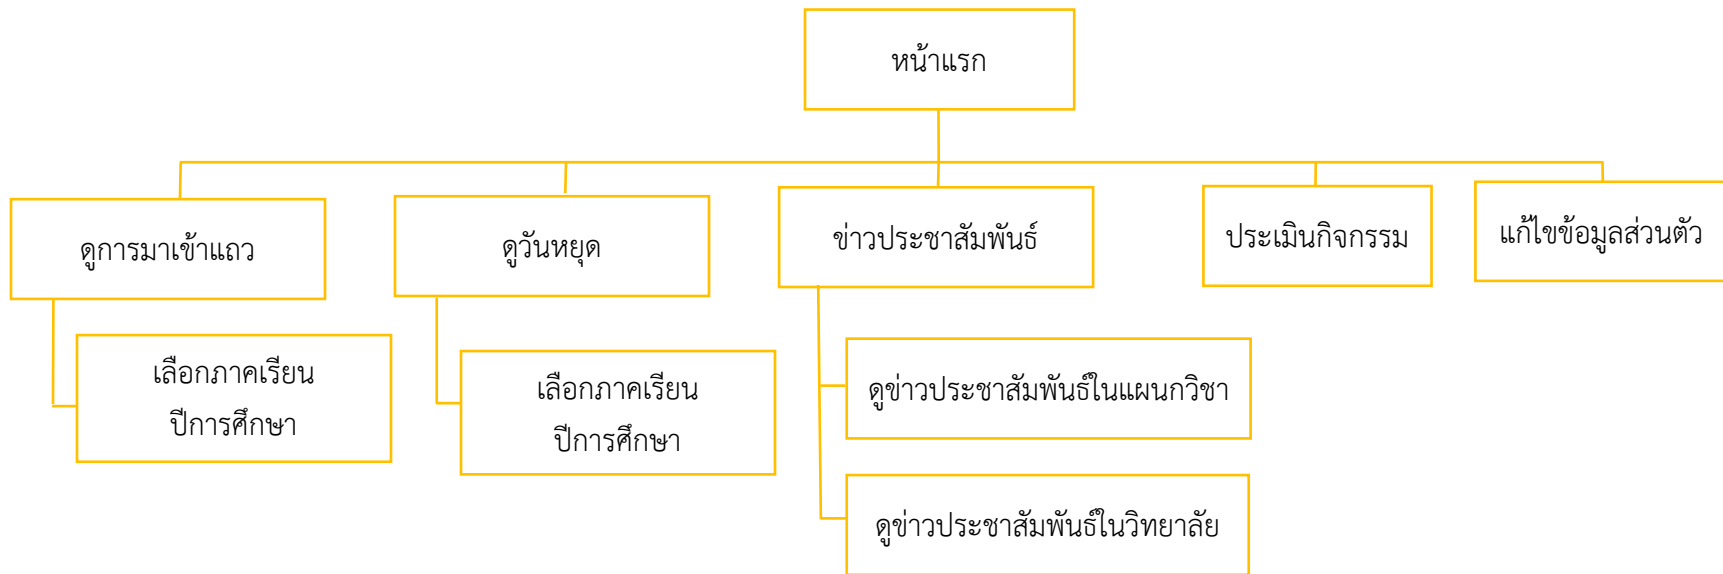 หน้าแรก
ดูการมาเข้าแถว
ดูวันหยุด
ข่าวประชาสัมพันธ์
ประเมินกิจกรรม
แก้ไขข้อมูลส่วนตัว
เลือกภาคเรียน
ปีการศึกษา
เลือกภาคเรียน
ปีการศึกษา
ดูข่าวประชาสัมพันธ์ในแผนกวิชา
ดูข่าวประชาสัมพันธ์ในวิทยาลัย